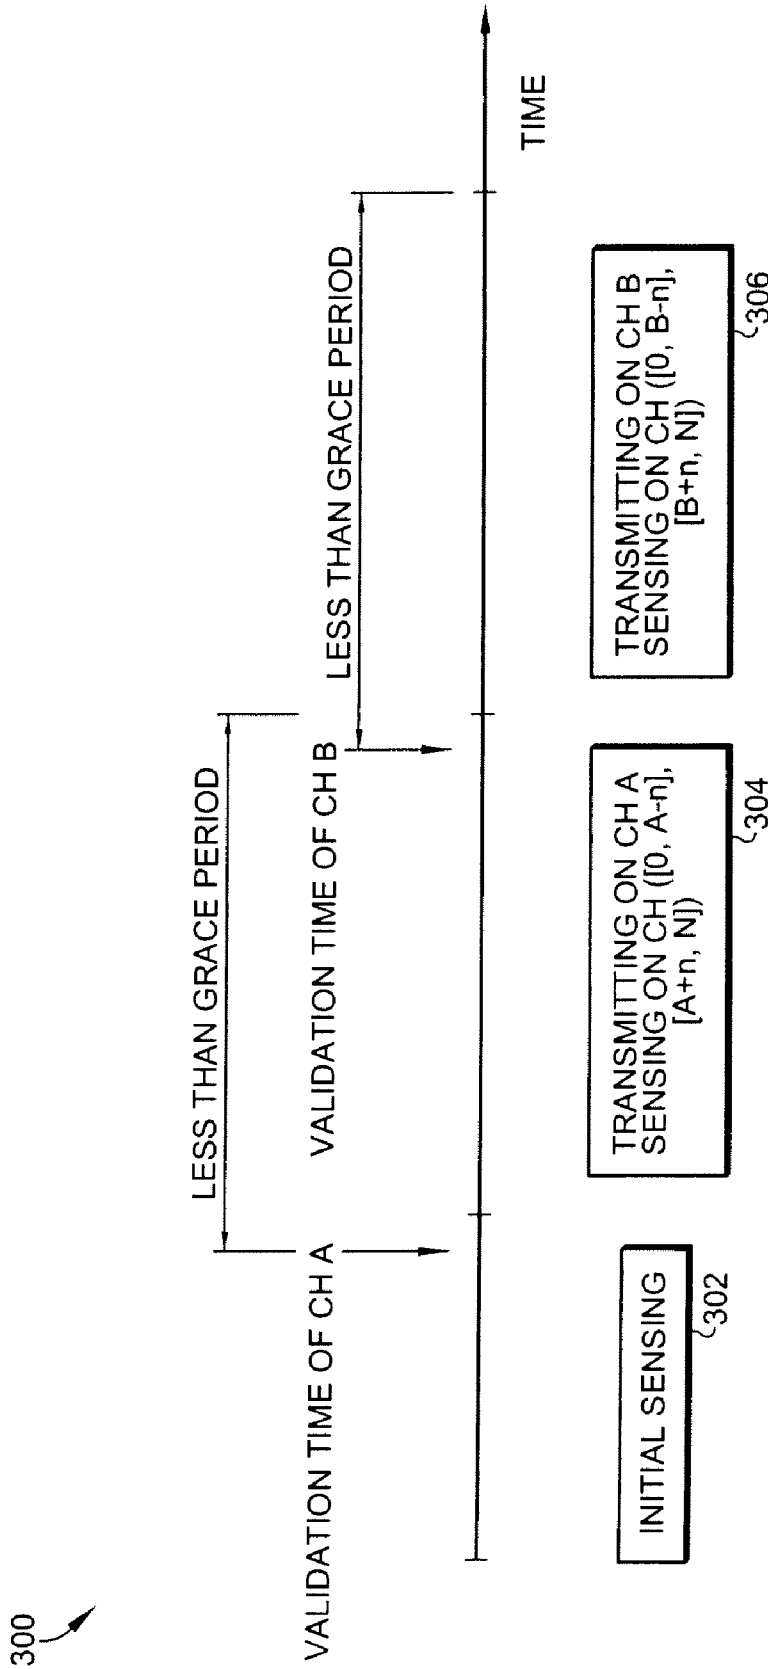 300
LESS THAN GRACE PERIOD
VALIDATION TIME OF CH A
VALIDATION TIME OF CH B
LESS THAN GRACE PERIOD
TIME
INITIAL SENSING
302
TRANSMITTING ON CH A
SENSING ON CH ([0, A-n],
[A+n, N])
304
TRANSMITTING ON CH B
SENSING ON CH ([0, B-n],
[B+n, N])
306